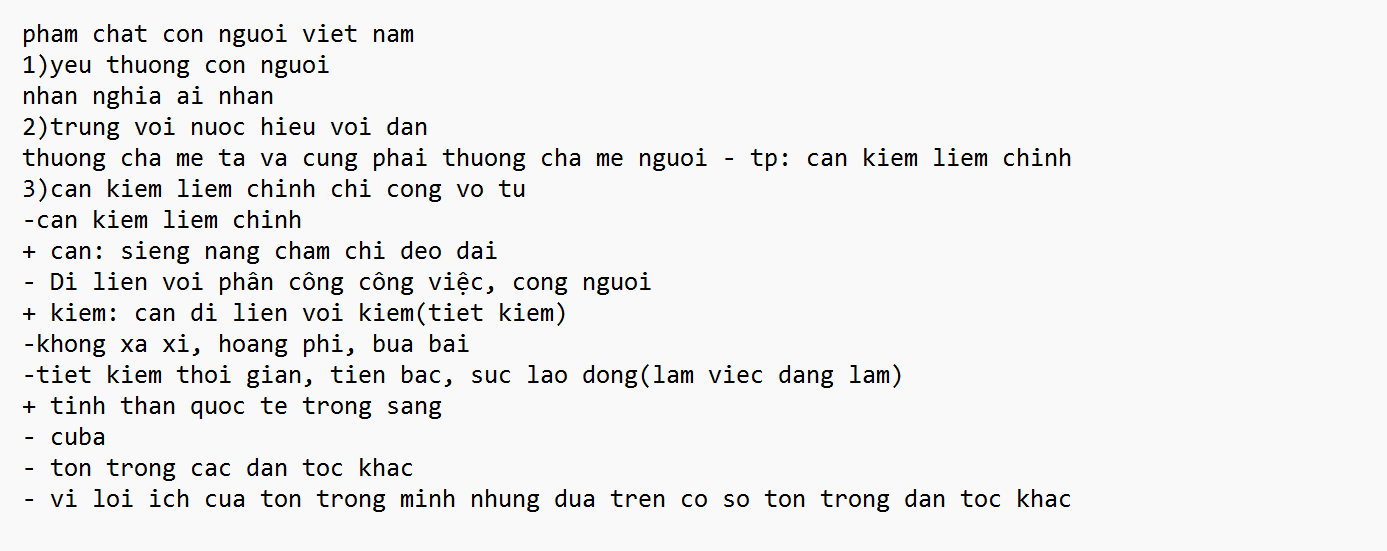 pham chat con nguoi viet nam
1)yeu thuong con nguoi
nhan nghia ai nhan
2)trung voi nuoc hieu voi dan
thuong cha me ta va cung phai thuong cha me nguoi - tp: can kiem liem chinh
3)can kiem liem chinh chi cong vo tu
-can kiem liem chinh
+ can: sieng nang cham chi deo dai
- Di lien voi phân công công việc, cong nguoi
+ kiem: can di lien voi kiem(tiet kiem)
-khong xa xi, hoang phi, bua bai
-tiet kiem thoi gian, tien bac, suc lao dong(lam viec dang lam)
+ tinh than quoc te trong sang
- cuba
- ton trong cac dan toc khac
- vi loi ich cua ton trong minh nhung dua tren co so ton trong dan toc khac